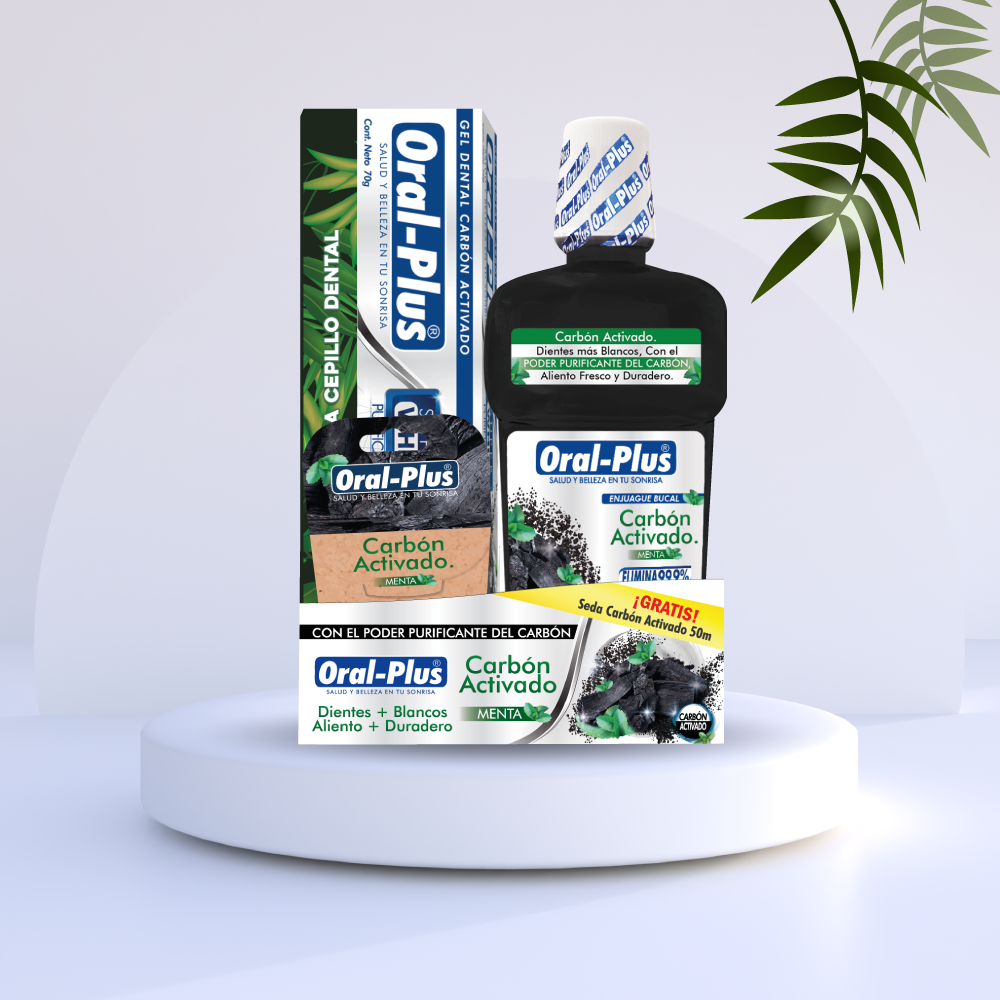 GEL DENTAL CARBÓN ACTIVADO
Oral-Plus®
SALUD Y BELLEZA EN TU SONRISA
Cont. Neto 70g
A CEPILLO DENTAL
Oral-Plus®
SALUD Y BELLEZA EN TU SONRISA
Carbón
Activado.
MENTA
Oral-Plus
Oral-Plus
Oral-Plus
Carbón Activado.
Dientes más Blancos, Con el
PODER PURIFICANTE DEL CARBÓN,
Aliento Fresco y Duradero.
Oral-Plus®
SALUD Y BELLEZA EN TU SONRISA
ENJUAGUE BUCAL
Carbón
Activado.
MENTA
ELIMINA 99.9%
¡GRATIS!
Seda Carbón Activado 50m
CON EL PODER PURIFICANTE DEL CARBÓN
Oral-Plus®
SALUD Y BELLEZA EN TU SONRISA
Carbón
Activado
MENTA
Dientes + Blancos
Aliento + Duradero
CARBÓN
ACTIVADO